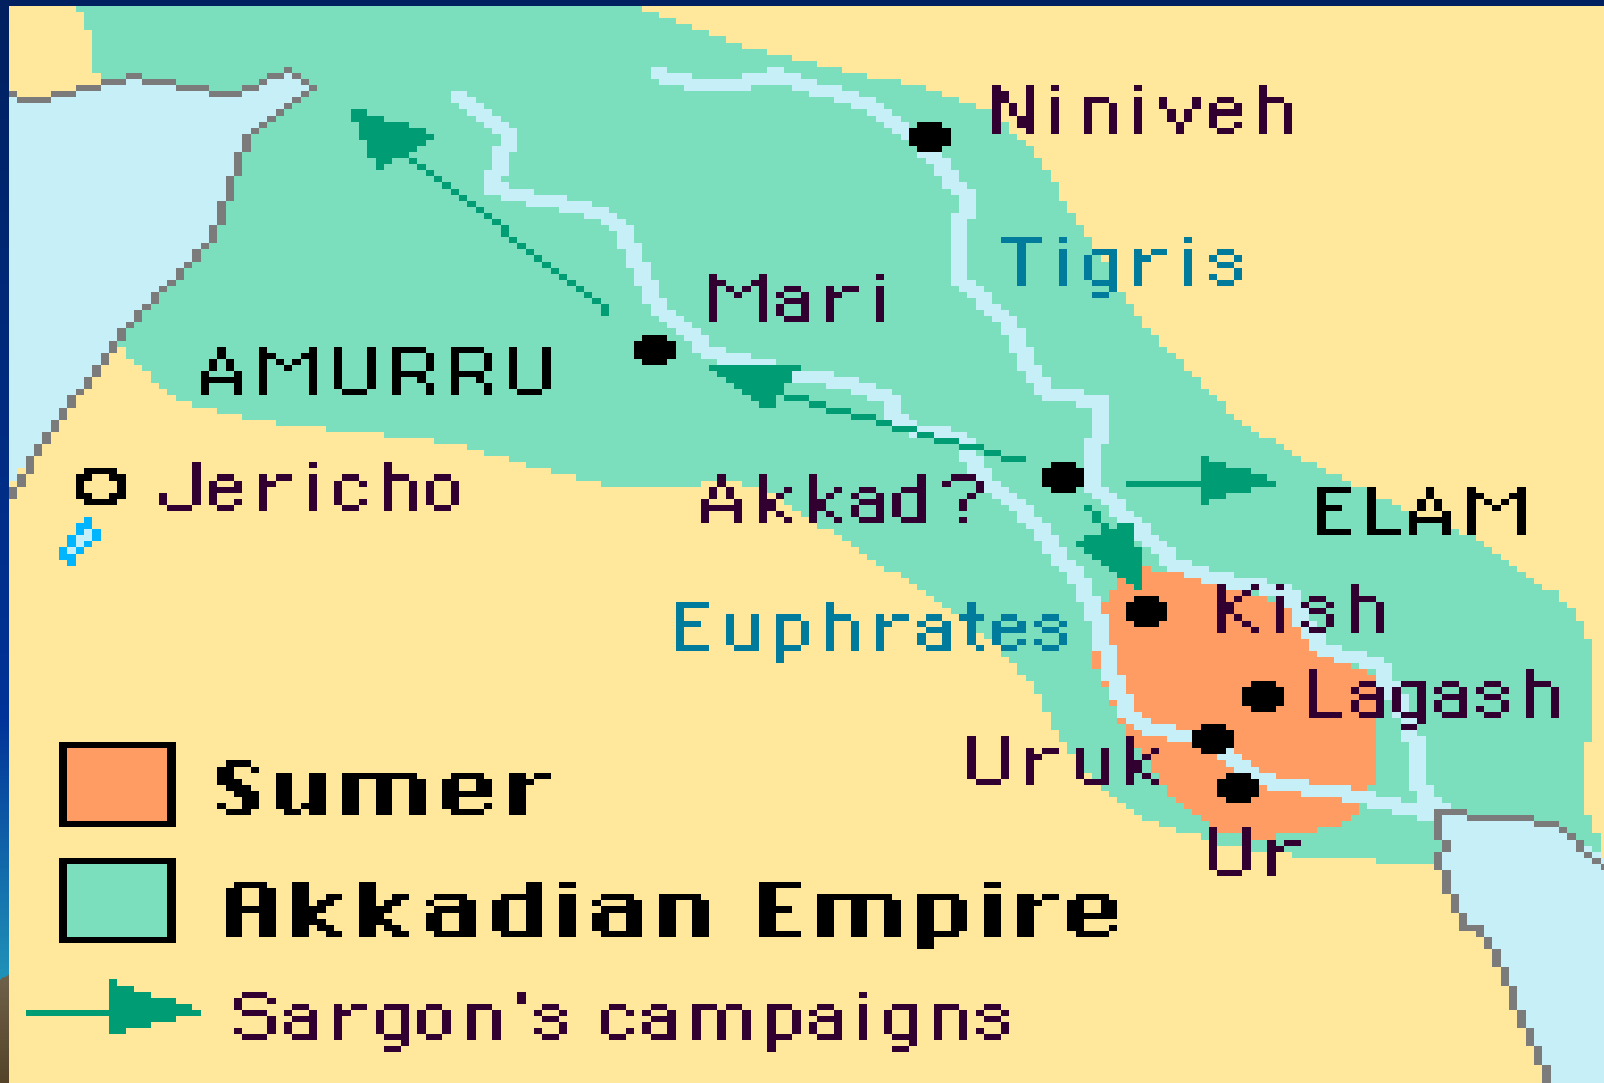 Niniveh
Tigris
Mari
AMURRU
Jericho
Akkad?
ELAM
Kish
Euphrates
Lagash
Uruk
Ur
Sumer
Akkadian Empire
Sargon's campaigns